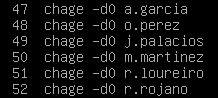 47 chage -d0 a.garcia
48 chage -d0 o.perez
49 chage -d0 j.palacios
50 chage -d0 m.martinez
51 chage -d0 r.loureiro
52 chage -d0 r.rojano